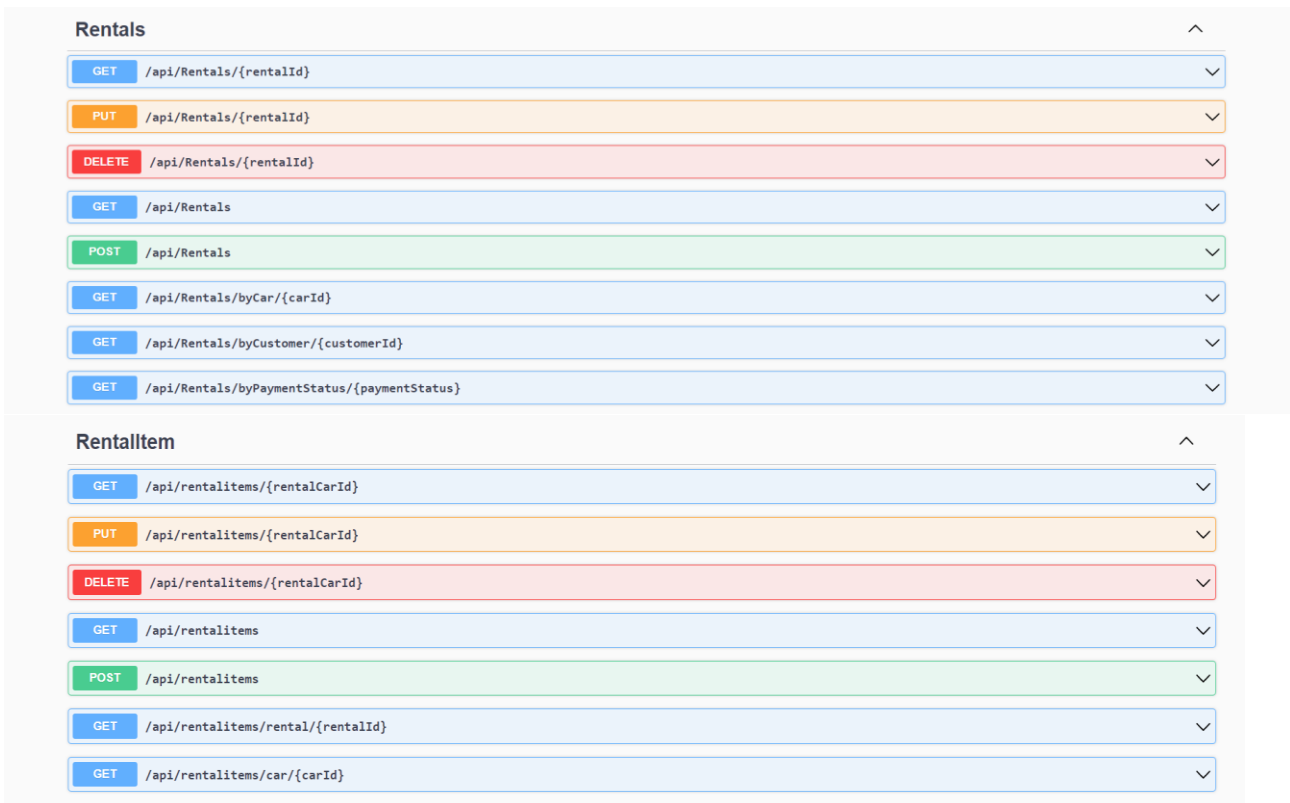 Rentals
GET /api/Rentals/{rentalId}
PUT /api/Rentals/{rentalId}
DELETE /api/Rentals/{rentalId}
GET /api/Rentals
POST /api/Rentals
GET /api/Rentals/byCar/{carId}
GET /api/Rentals/byCustomer/{customerId}
GET /api/Rentals/byPaymentStatus/{paymentStatus}
RentalItem
GET /api/rentalitems/{rentalCarId}
PUT /api/rentalitems/{rentalCarId}
DELETE /api/rentalitems/{rentalCarId}
GET /api/rentalitems
POST /api/rentalitems
GET /api/rentalitems/rental/{rentalId}
GET /api/rentalitems/car/{carId}